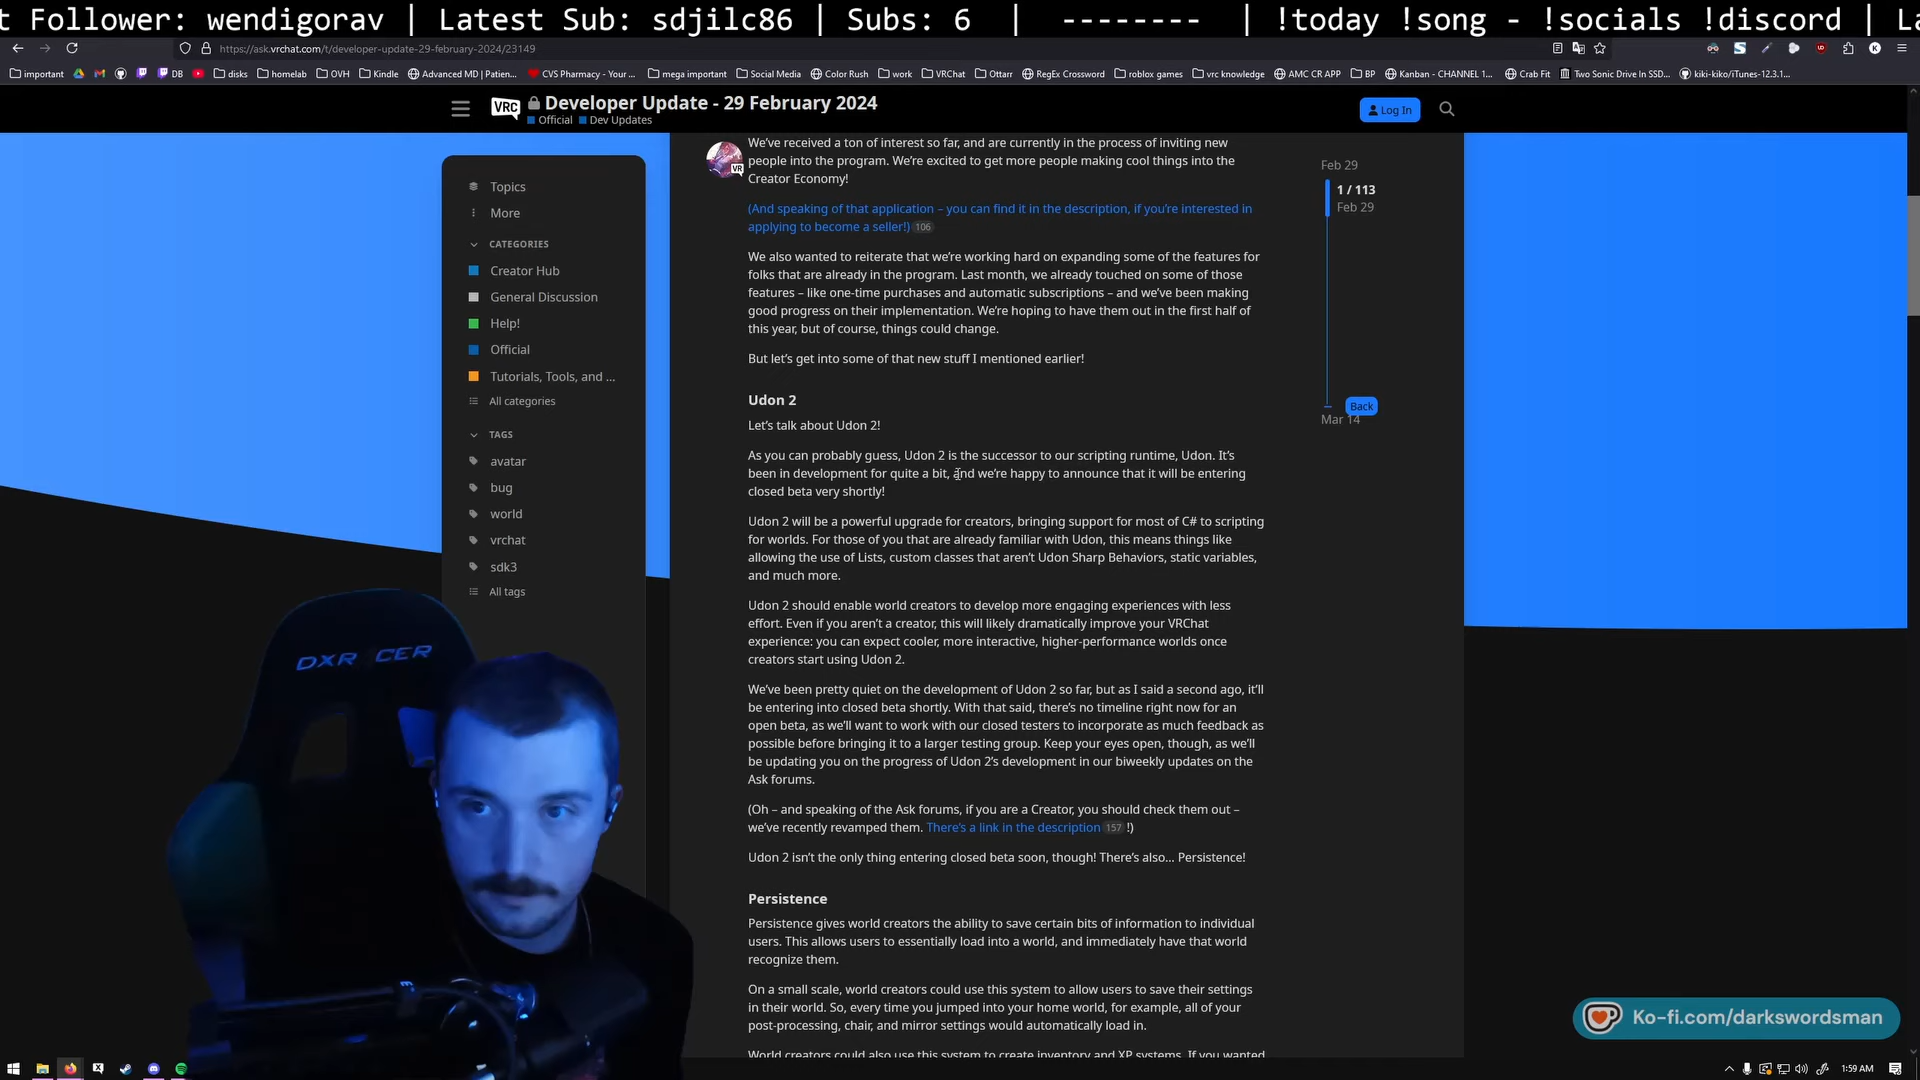 t Follower: wendigorav | Latest Sub: sdjilc86 | Subs: 6 | -------- | !today !song - !socials !discord | La
https://ask.vrchat.com/t/developer-update-29-february-2024/23149
important
DB
disks
homelab
OVH
Kindle
Advanced MD | Patien...
CVS Pharmacy - Your ...
mega important
Social Media
Color Rush
work
VRChat
Ottarr
RegEx Crossword
roblox games
vrc knowledge
AMC CR APP
BP
Kanban - CHANNEL 1...
Crab Fit
Two Sonic Drive In SSD...
kiki-kiko/iTunes-12.3.1...
VRC
Developer Update - 29 February 2024
Official
Dev Updates
Log In
Topics
More
CATEGORIES
Creator Hub
General Discussion
Help!
Official
Tutorials, Tools, and ...
All categories
TAGS
avatar
bug
world
vrchat
sdk3
All tags
We've received a ton of interest so far, and are currently in the process of inviting new
people into the program. We're excited to get more people making cool things into the
Creator Economy!
(And speaking of that application – you can find it in the description, if you're interested in
applying to become a seller!) 106
We also wanted to reiterate that we're working hard on expanding some of the features for
folks that are already in the program. Last month, we already touched on some of those
features – like one-time purchases and automatic subscriptions – and we've been making
good progress on their implementation. We're hoping to have them out in the first half of
this year, but of course, things could change.
But let's get into some of that new stuff I mentioned earlier!
Udon 2
Let's talk about Udon 2!
As you can probably guess, Udon 2 is the successor to our scripting runtime, Udon. It's
been in development for quite a bit, and we're happy to announce that it will be entering
closed beta very shortly!
Udon 2 will be a powerful upgrade for creators, bringing support for most of C# to scripting
for worlds. For those of you that are already familiar with Udon, this means things like
allowing the use of Lists, custom classes that aren't Udon Sharp Behaviors, static variables,
and much more.
Udon 2 should enable world creators to develop more engaging experiences with less
effort. Even if you aren't a creator, this will likely dramatically improve your VRChat
experience: you can expect cooler, more interactive, higher-performance worlds once
creators start using Udon 2.
We've been pretty quiet on the development of Udon 2 so far, but as I said a second ago, it'll
be entering into closed beta shortly. With that said, there's no timeline right now for an
open beta, as we'll want to work with our closed testers to incorporate as much feedback as
possible before bringing it to a larger testing group. Keep your eyes open, though, as we'll
be updating you on the progress of Udon 2's development in our biweekly updates on the
Ask forums.
(Oh – and speaking of the Ask forums, if you are a Creator, you should check them out –
we've recently revamped them. There's a link in the description 157 !)
Udon 2 isn't the only thing entering closed beta soon, though! There's also... Persistence!
Persistence
Persistence gives world creators the ability to save certain bits of information to individual
users. This allows users to essentially load into a world, and immediately have that world
recognize them.
On a small scale, world creators could use this system to allow users to save their settings
in their world. So, every time you jumped into your home world, for example, all of your
post-processing, chair, and mirror settings would automatically load in.
World creators could also use this system to create inventory and XP systems. If you wanted
Feb 29
1 / 113
Feb 29
Back
Mar 14
DXR CER
Ko-fi.com/darkswordsman
1:59 AM